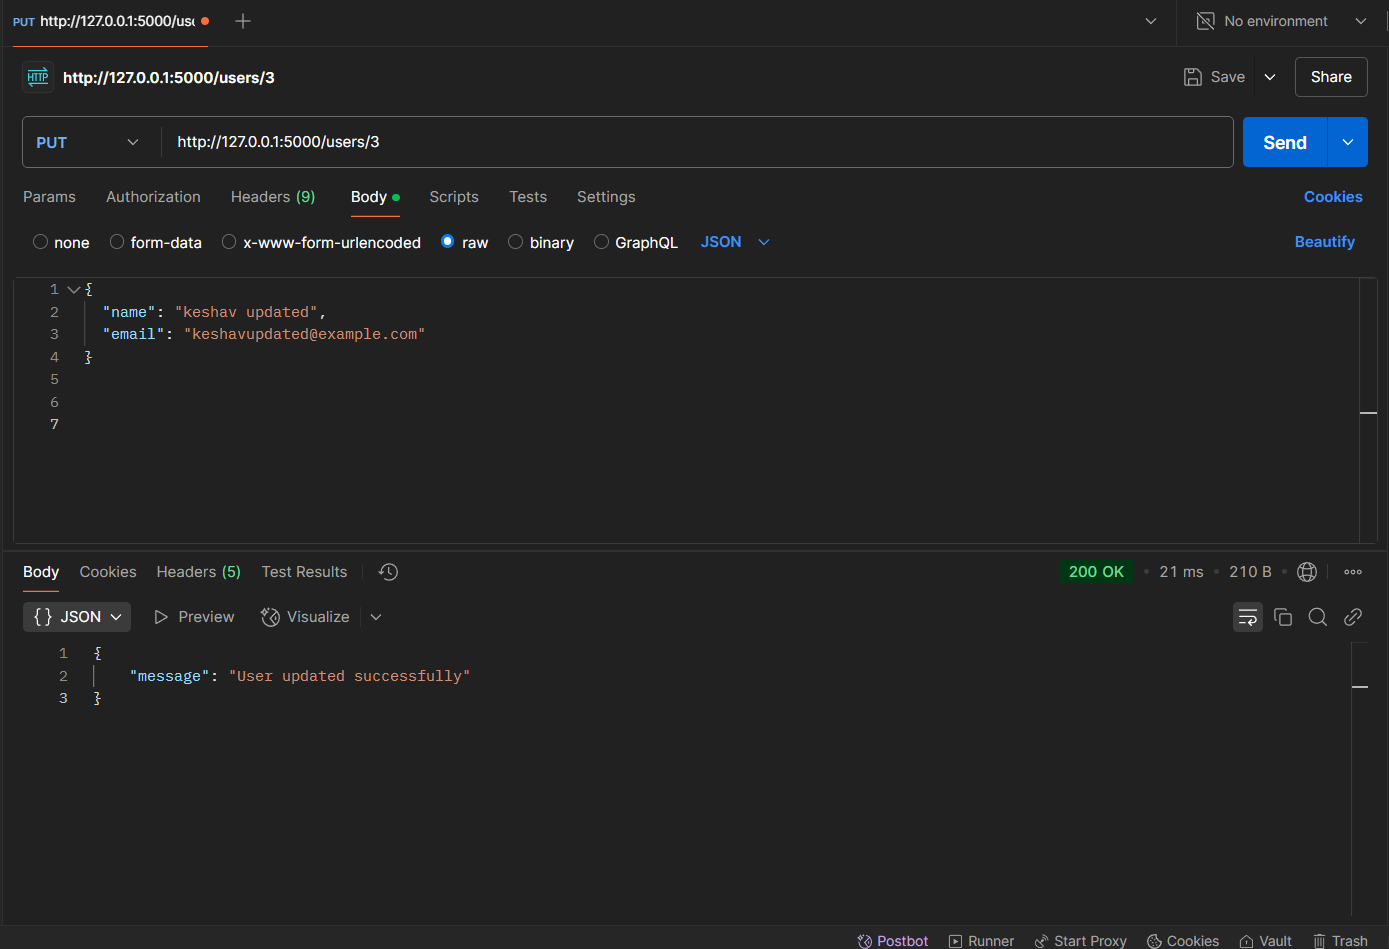 PUT http://127.0.0.1:5000/use
No environment
HTTP http://127.0.0.1:5000/users/3
Save
Share
PUT http://127.0.0.1:5000/users/3
Send
Params Authorization Headers (9) Body Scripts Tests Settings Cookies
none form-data x-www-form-urlencoded raw binary GraphQL JSON Beautify
1 {
2 "name": "keshav updated",
3 "email": "keshavupdated@example.com"
4 }
5
6
7
Body Cookies Headers (5) Test Results 200 OK • 21 ms • 210 B •
{} JSON Preview Visualize
1 {
2 "message": "User updated successfully"
3 }
Postbot Runner Start Proxy Cookies Vault Trash